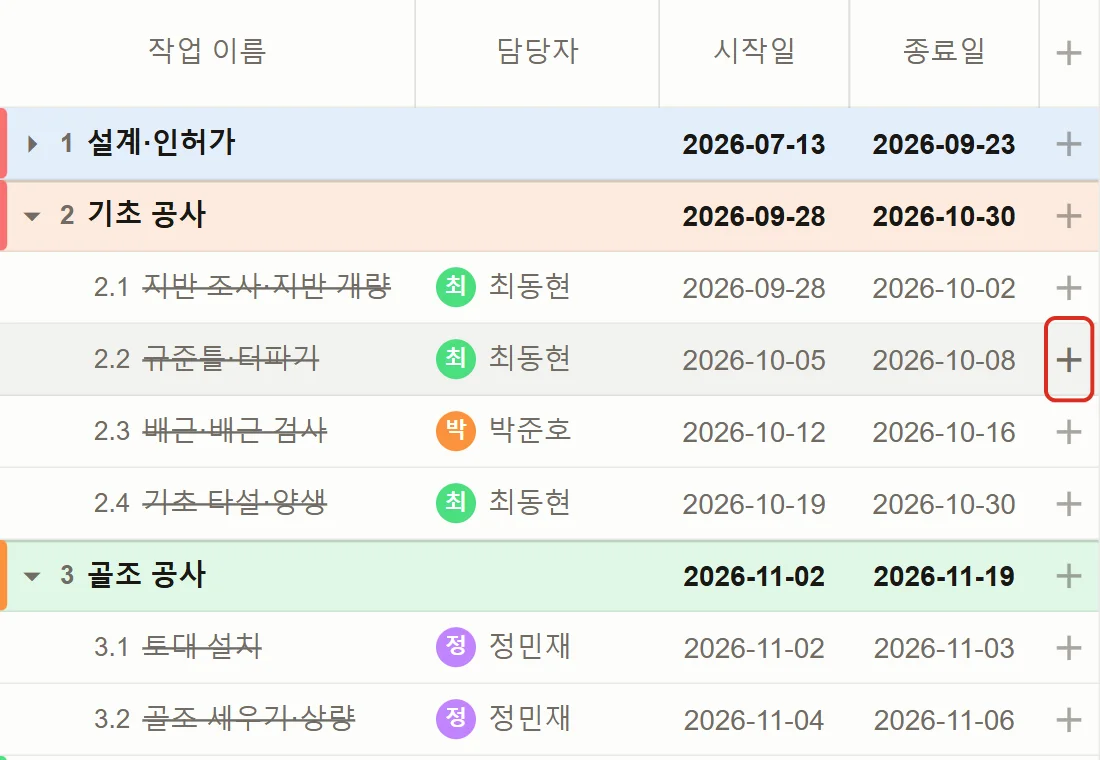 작업 이름 담당자 시작일 종료일 +
1 설계·인허가 2026-07-13 2026-09-23 +
2 기초 공사 2026-09-28 2026-10-30 +
2.1 지반 조사·지반 개량 최 최동현 2026-09-28 2026-10-02 +
2.2 규준틀·터파기 최 최동현 2026-10-05 2026-10-08 +
2.3 배근·배근 검사 박 박준호 2026-10-12 2026-10-16 +
2.4 기초 타설·양생 최 최동현 2026-10-19 2026-10-30 +
3 골조 공사 2026-11-02 2026-11-19 +
3.1 토대 설치 정 정민재 2026-11-02 2026-11-03 +
3.2 골조 세우기·상량 정 정민재 2026-11-04 2026-11-06 +